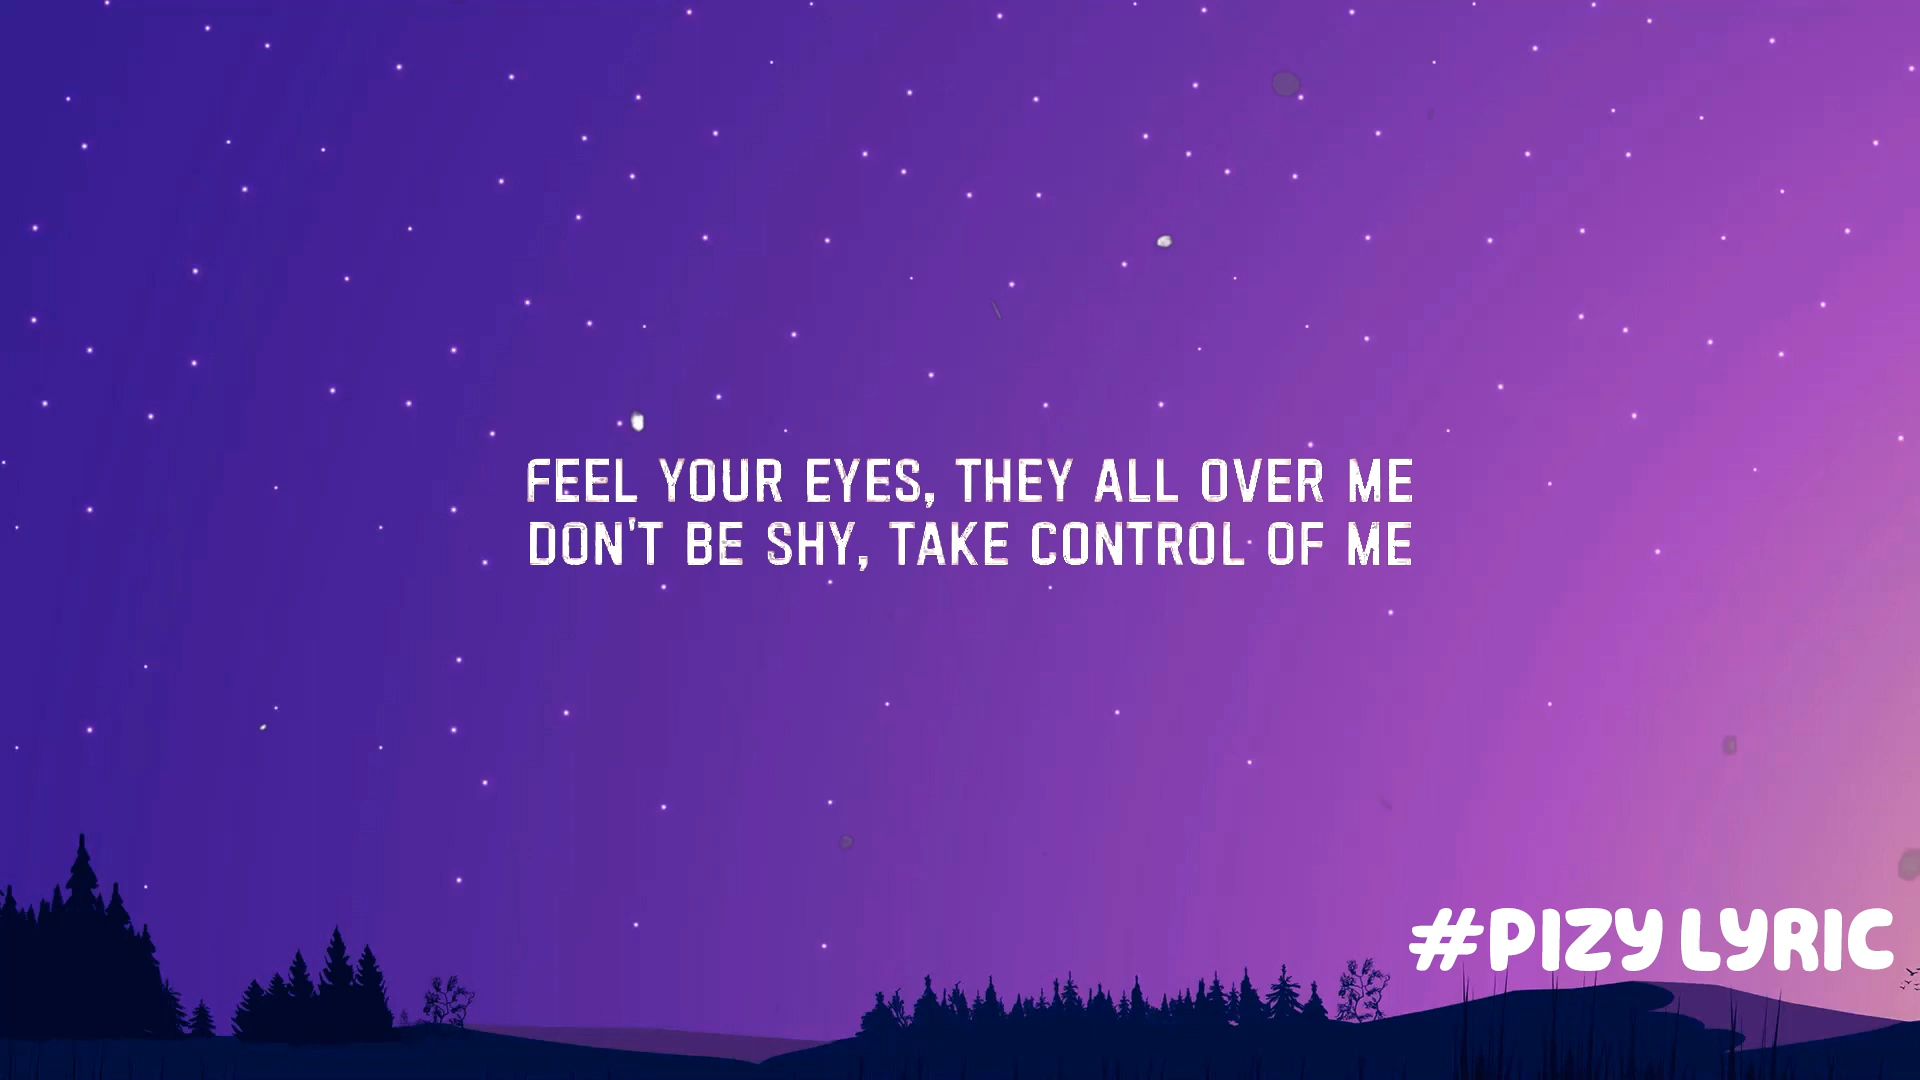 FEEL YOUR EYES, THEY ALL OVER ME
DON'T BE SHY, TAKE CONTROL OF ME
#PIZY LYRIC